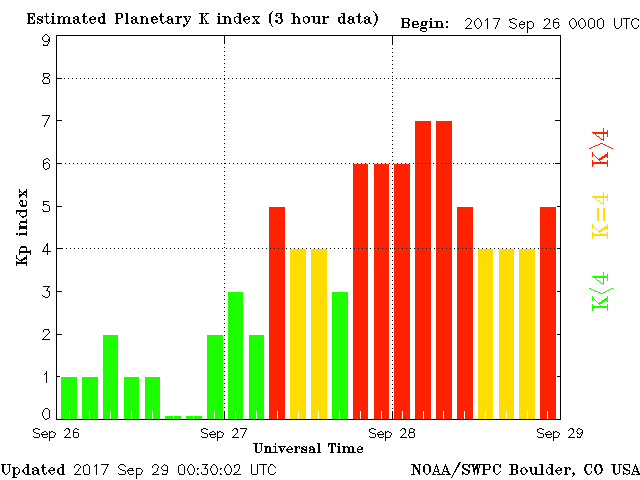 Estimated Planetary K index (3 hour data) Begin: 2017 Sep 26 0000 UTC
9
8
7
6
5
4
3
2
1
0
Kp index
K>4
K=4
K<4
Sep 26 Sep 27 Sep 28 Sep 29
Universal Time
Updated 2017 Sep 29 00:30:02 UTC NOAA/SWPC Boulder, CO USA